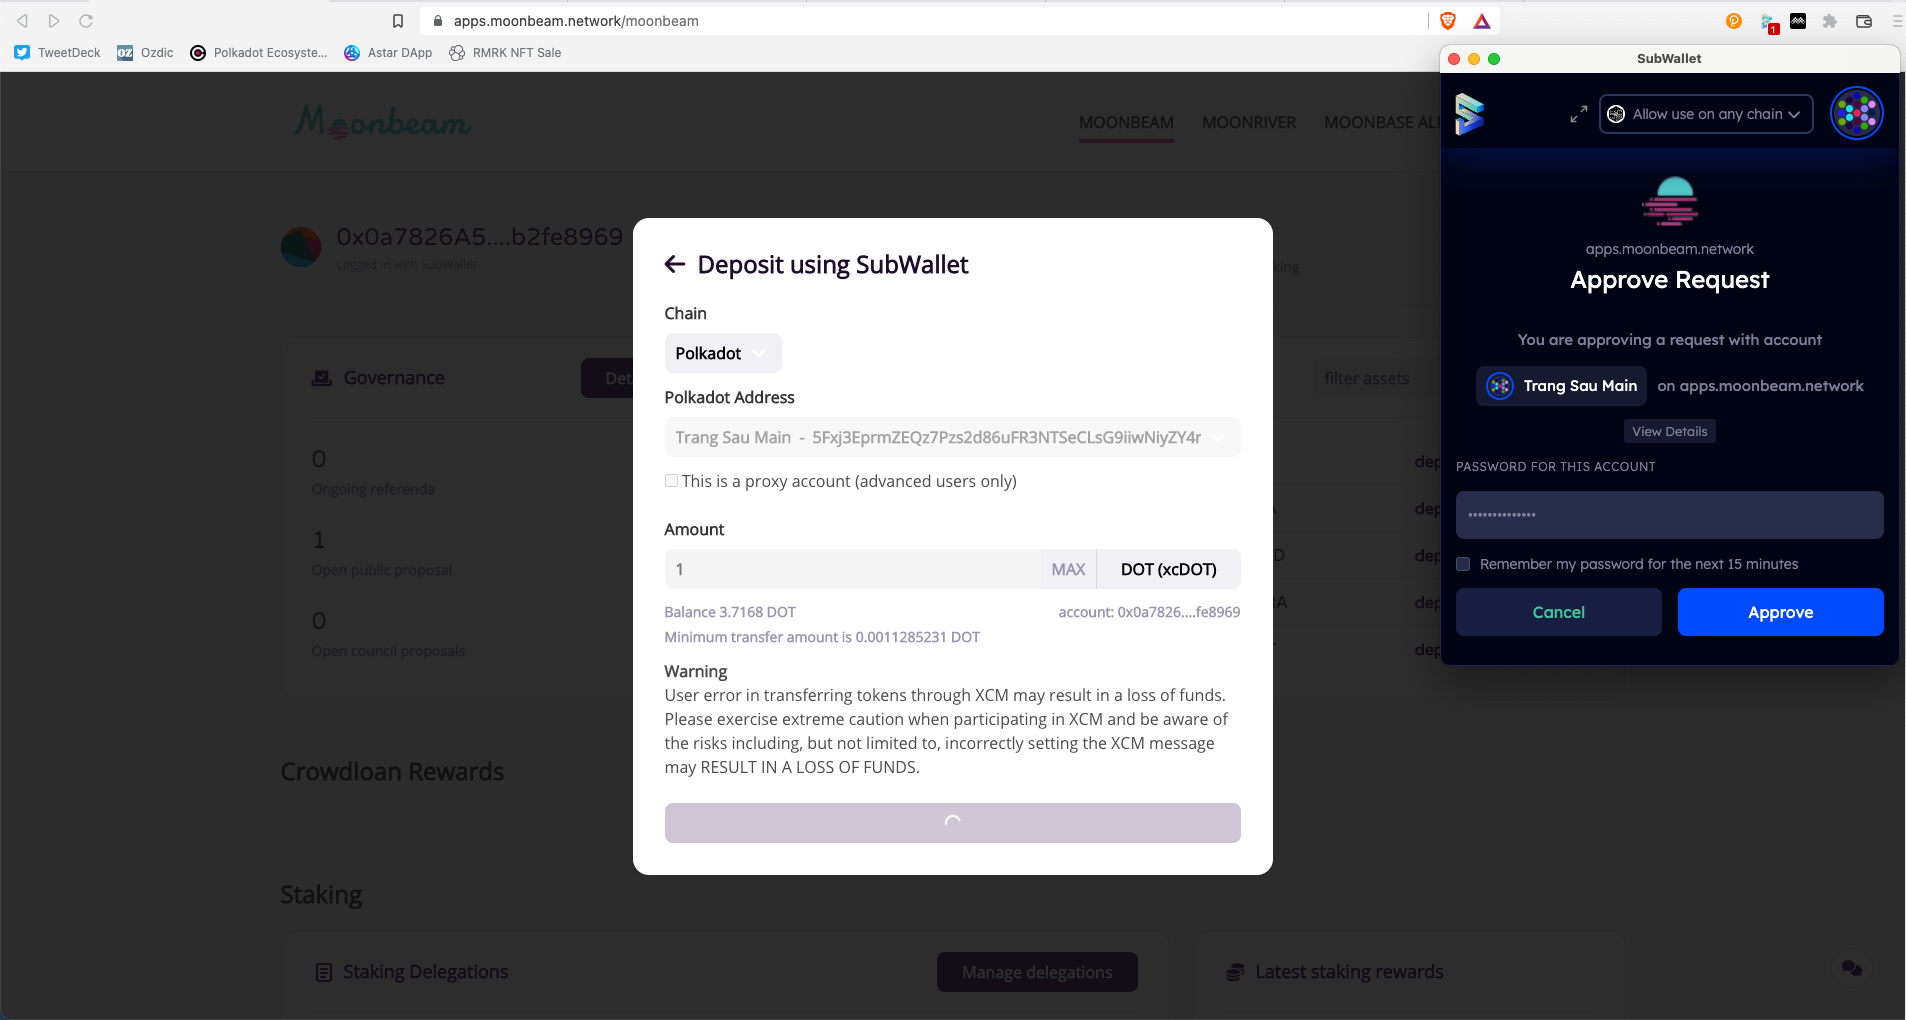 apps.moonbeam.network/moonbeam
TweetDeck
OZ Ozdic
Polkadot Ecosyste...
Astar DApp
RMRK NFT Sale
1
SubWallet
Moonbeam
MOONBEAM
MOONRIVER
MOONBASE AL
Allow use on any chain
0x0a7826A5....b2fe8969
Logged in with SubWallet
king
Governance
Det
filter assets
0
Ongoing referenda
1
Open public proposal
0
Open council proposals
dep
dep
dep
dep
dep
A
D
A
Crowdloan Rewards
Staking
Staking Delegations
Manage delegations
Latest staking rewards
Deposit using SubWallet
Chain
Polkadot
Polkadot Address
Trang Sau Main - 5Fxj3EprmZEQz7Pzs2d86uFR3NTSeCLsG9iiwNiyZY4r
This is a proxy account (advanced users only)
Amount
1 MAX DOT (xcDOT)
Balance 3.7168 DOT account: 0x0a7826....fe8969
Minimum transfer amount is 0.0011285231 DOT
Warning
User error in transferring tokens through XCM may result in a loss of funds.
Please exercise extreme caution when participating in XCM and be aware of
the risks including, but not limited to, incorrectly setting the XCM message
may RESULT IN A LOSS OF FUNDS.
apps.moonbeam.network
Approve Request
You are approving a request with account
Trang Sau Main on apps.moonbeam.network
View Details
PASSWORD FOR THIS ACCOUNT
Remember my password for the next 15 minutes
Cancel
Approve